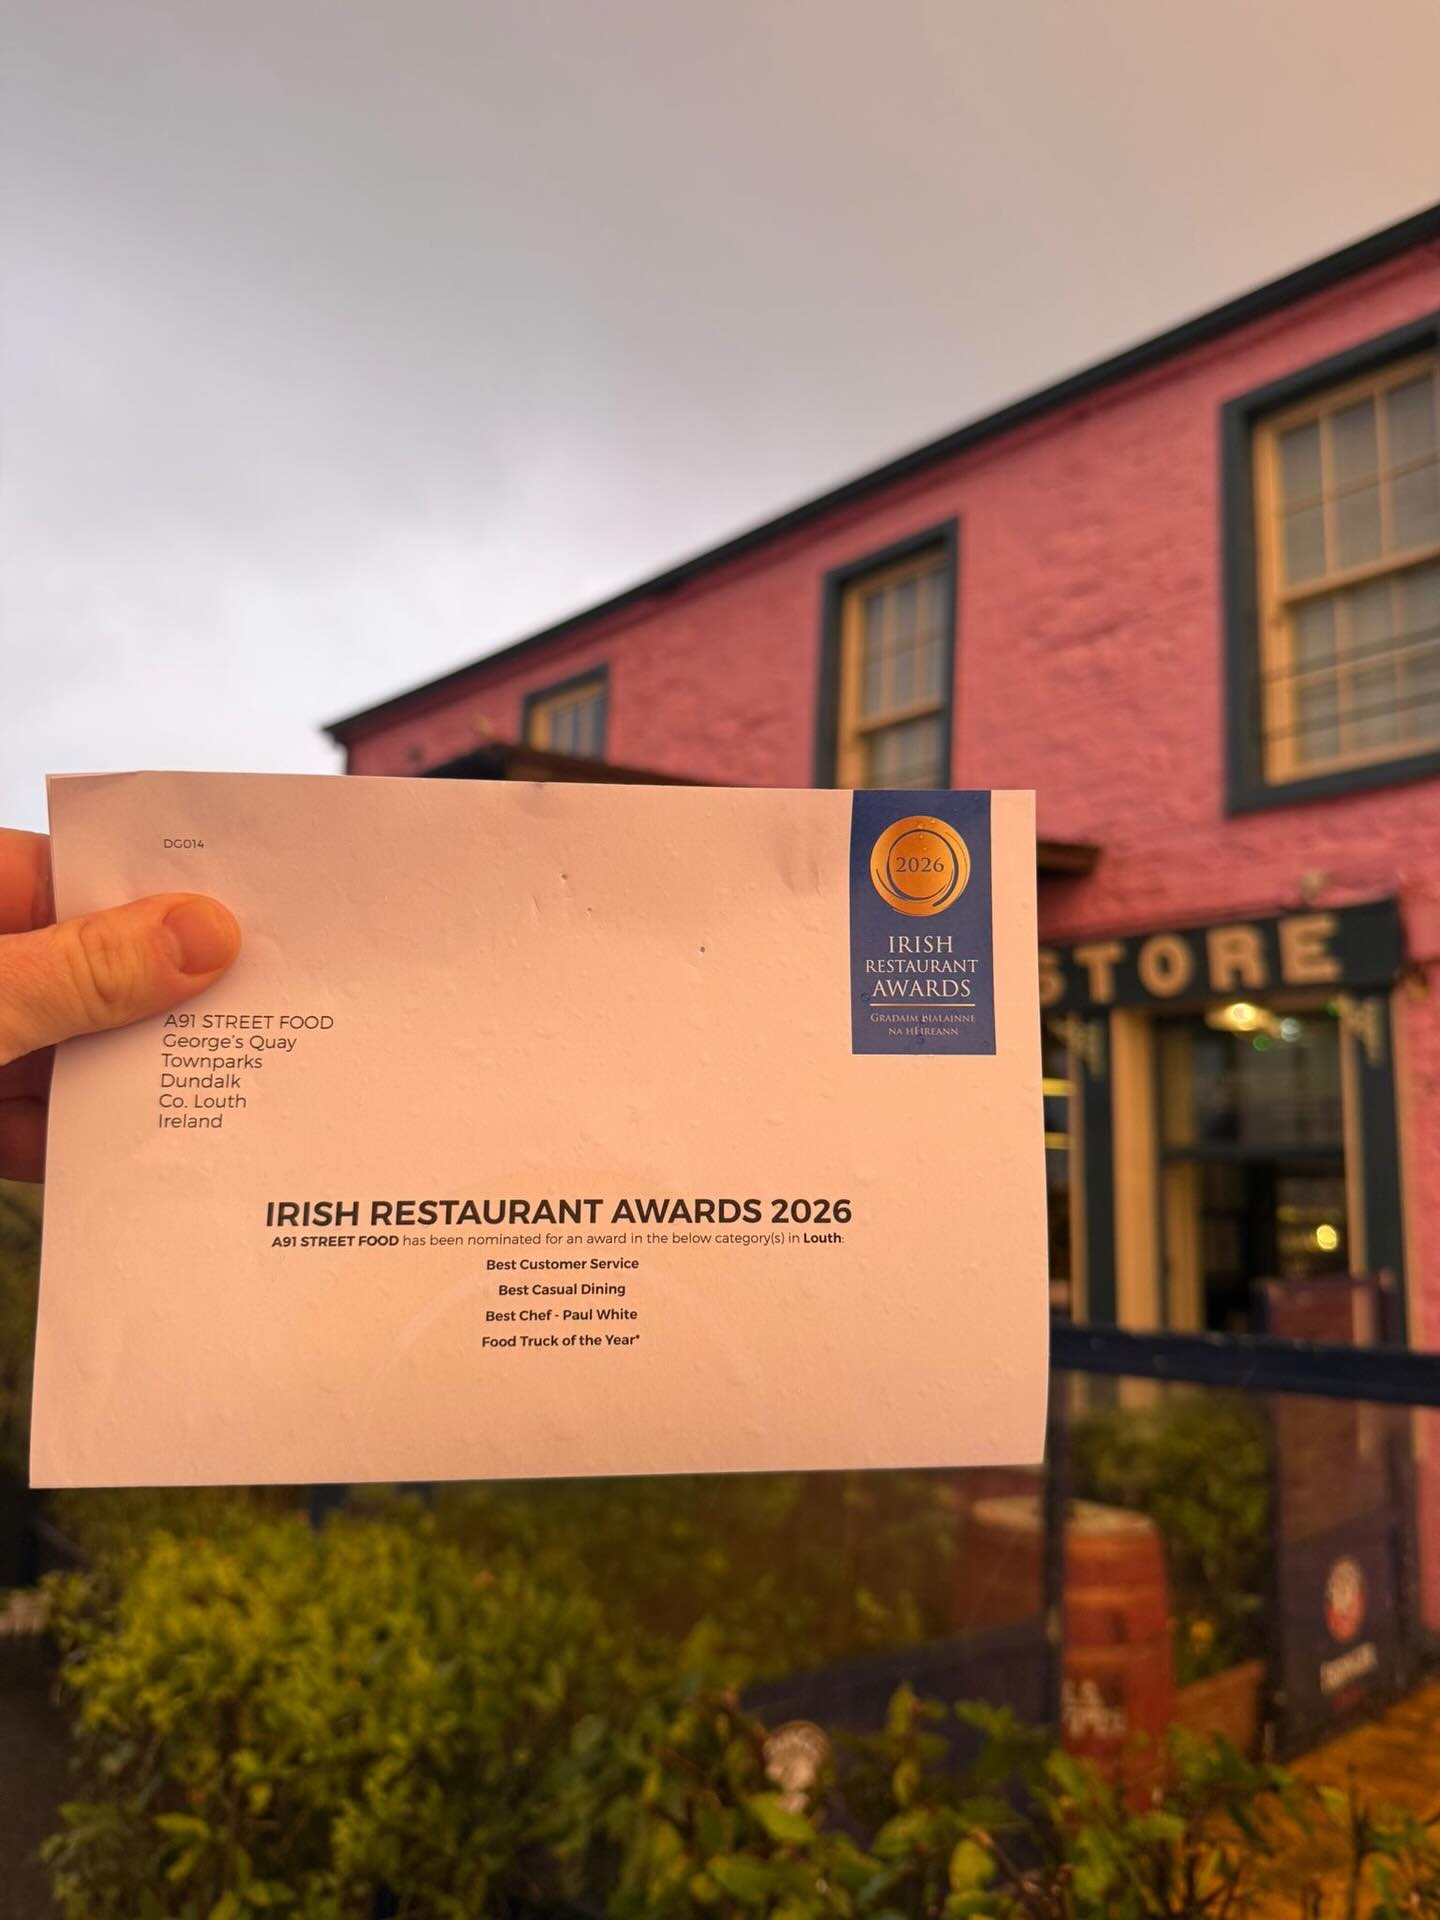 DG014
2026
IRISH
RESTAURANT
AWARDS
GRADAIM BIALAINNE
NA hÉIREANN
A91 STREET FOOD
George's Quay
Townparks
Dundalk
Co. Louth
Ireland
IRISH RESTAURANT AWARDS 2026
A91 STREET FOOD has been nominated for an award in the below category(s) in Louth:
Best Customer Service
Best Casual Dining
Best Chef - Paul White
Food Truck of the Year*
STORE